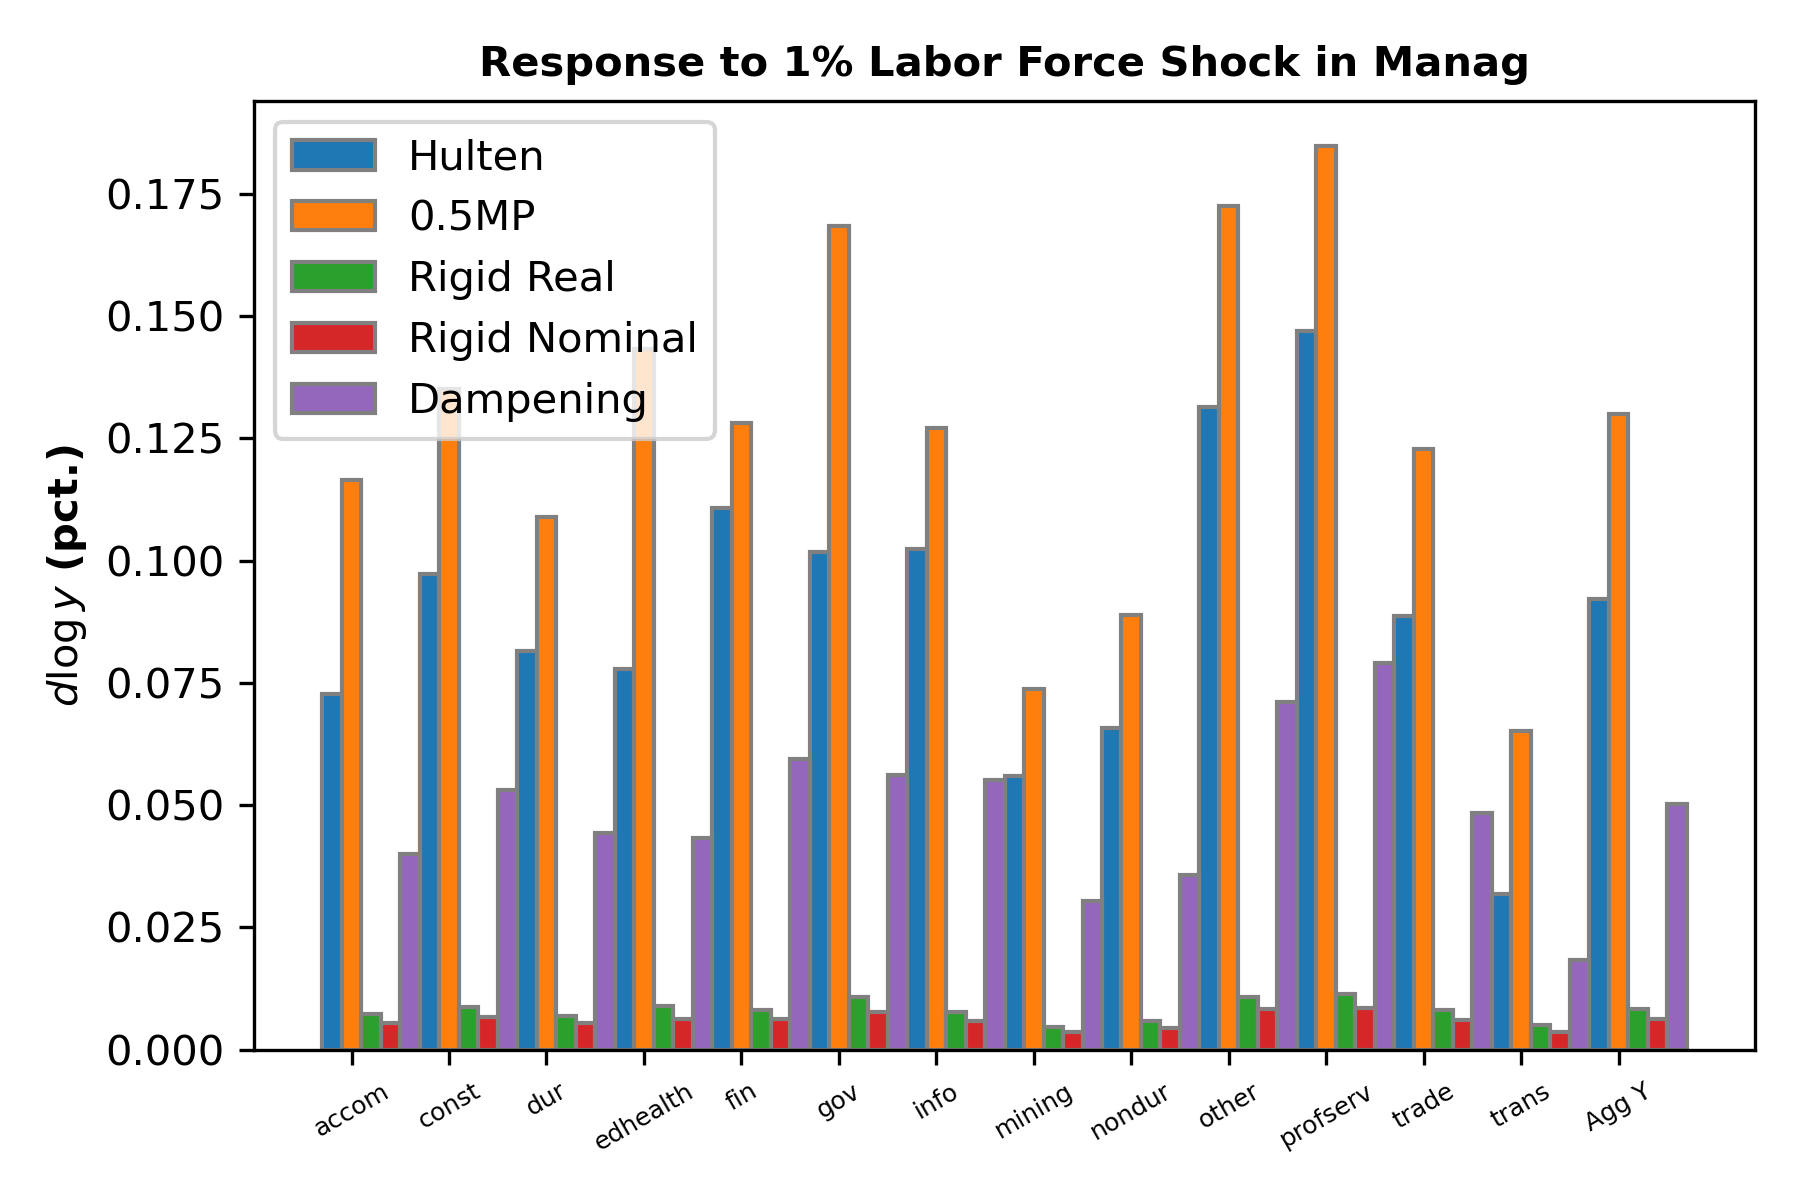 Response to 1% Labor Force Shock in Manag
Hulten
0.5MP
Rigid Real
Rigid Nominal
Dampening
dlog y (pct.)
0.175
0.150
0.125
0.100
0.075
0.050
0.025
0.000
accom const dur edhealth fin gov info mining nondur other profserv trade trans Agg Y